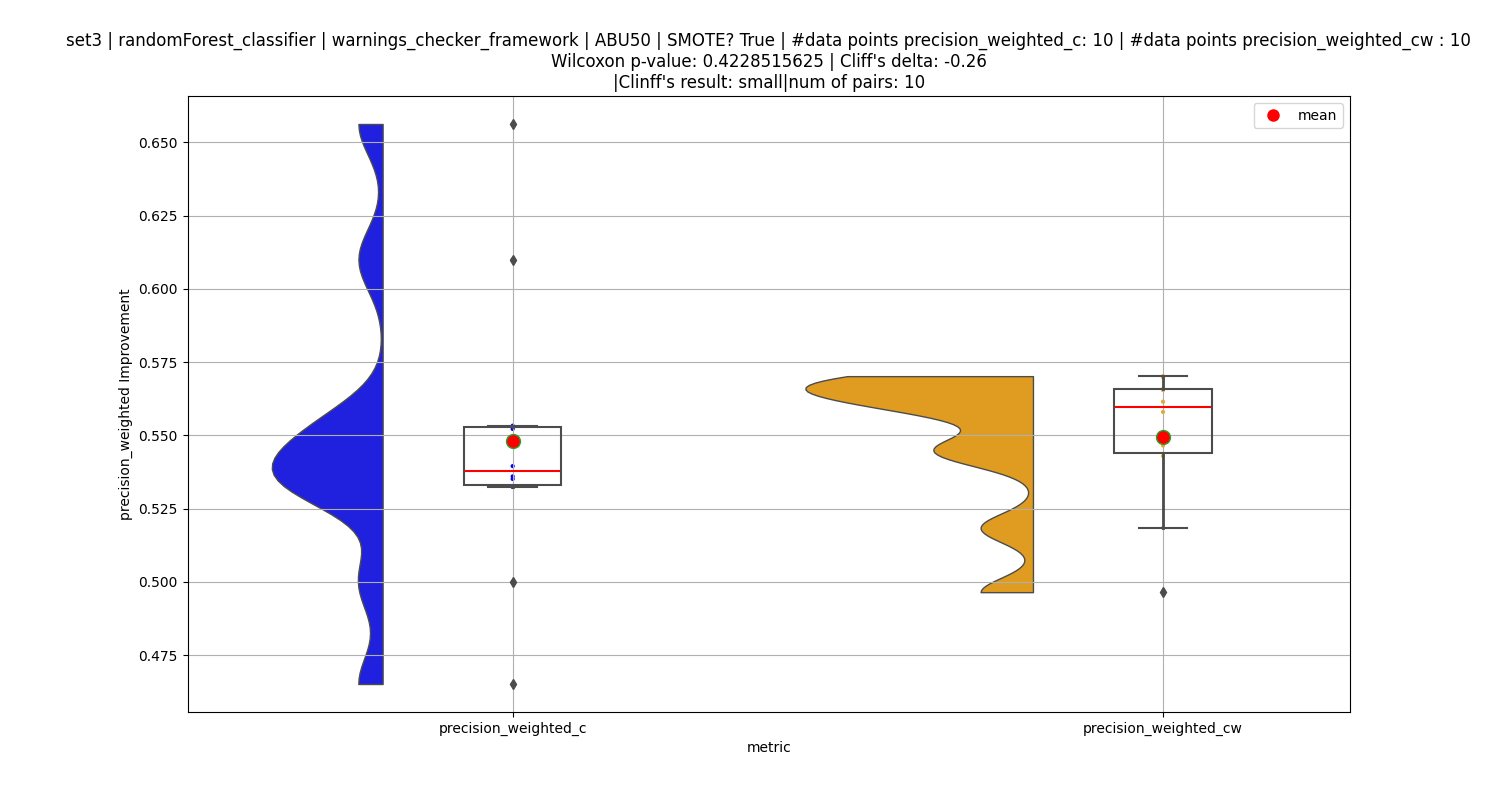 set3 | randomForest_classifier | warnings_checker_framework | ABU50 | SMOTE? True | #data points precision_weighted_c: 10 | #data points precision_weighted_cw : 10
Wilcoxon p-value: 0.4228515625 | Cliff's delta: -0.26
|Clinff's result: small|num of pairs: 10
mean
0.650
0.625
0.600
0.575
0.550
0.525
0.500
0.475
precision_weighted Improvement
precision_weighted_c
precision_weighted_cw
metric